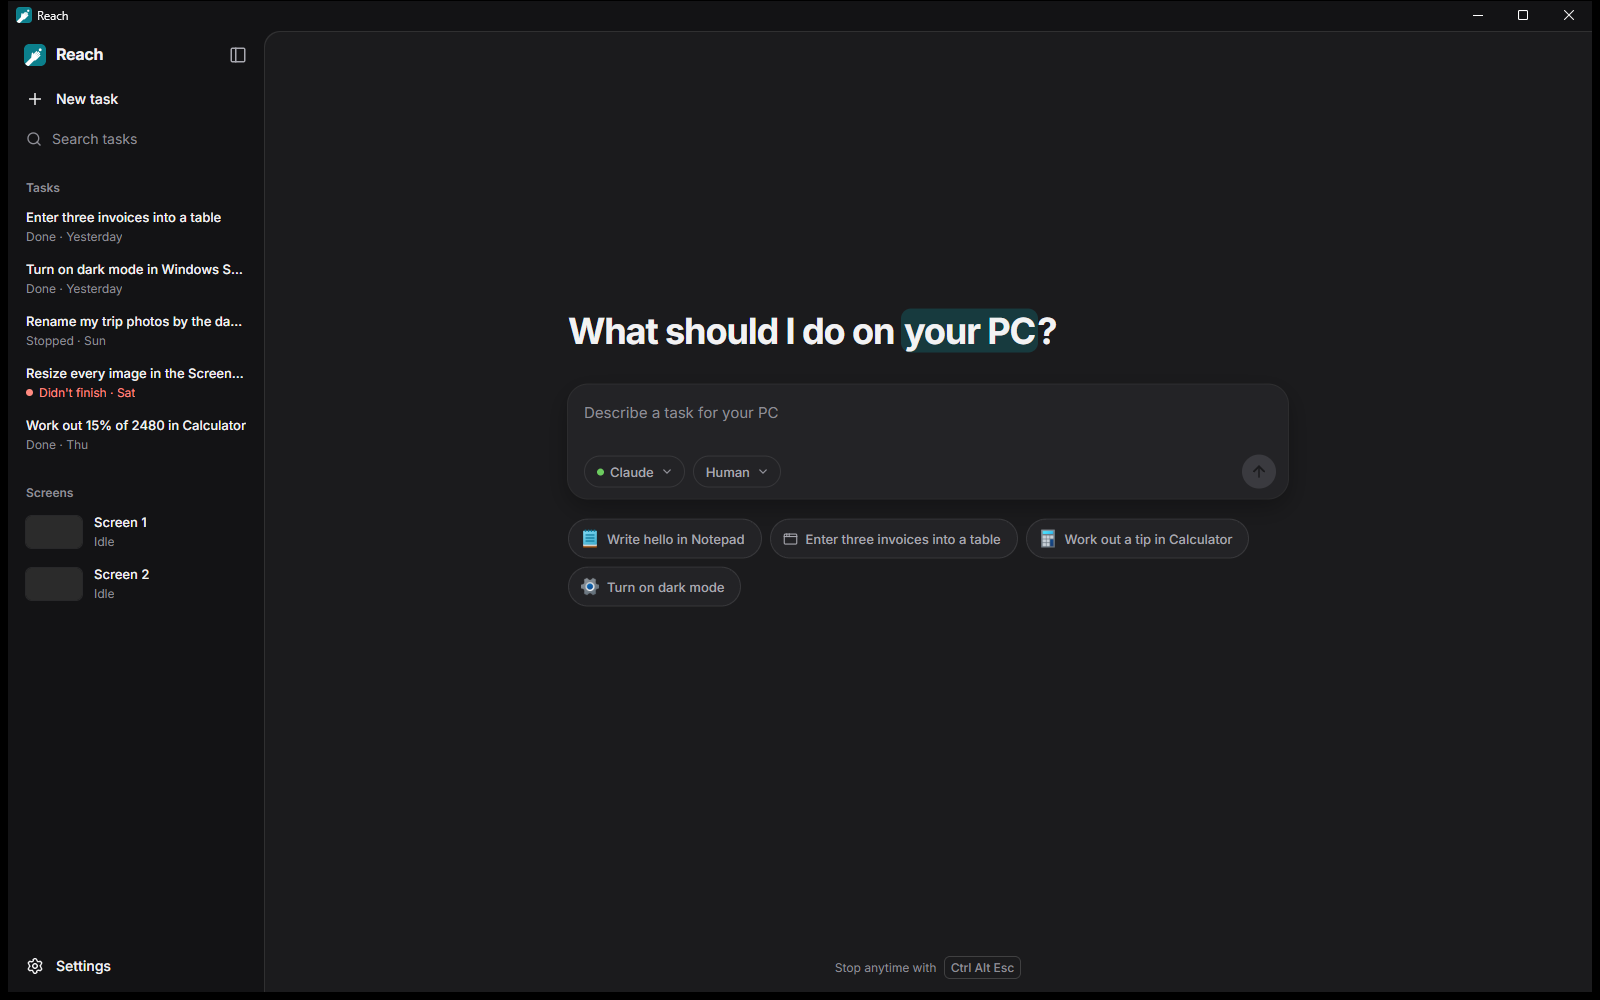 Reach
Reach
New task
Search tasks
Tasks
Enter three invoices into a table
Done · Yesterday
Turn on dark mode in Windows S...
Done · Yesterday
Rename my trip photos by the da...
Stopped · Sun
Resize every image in the Screen...
Didn't finish · Sat
Work out 15% of 2480 in Calculator
Done · Thu
Screens
Screen 1
Idle
Screen 2
Idle
Settings
What should I do on your PC?
Describe a task for your PC
Claude
Human
Write hello in Notepad
Enter three invoices into a table
Work out a tip in Calculator
Turn on dark mode
Stop anytime with Ctrl Alt Esc